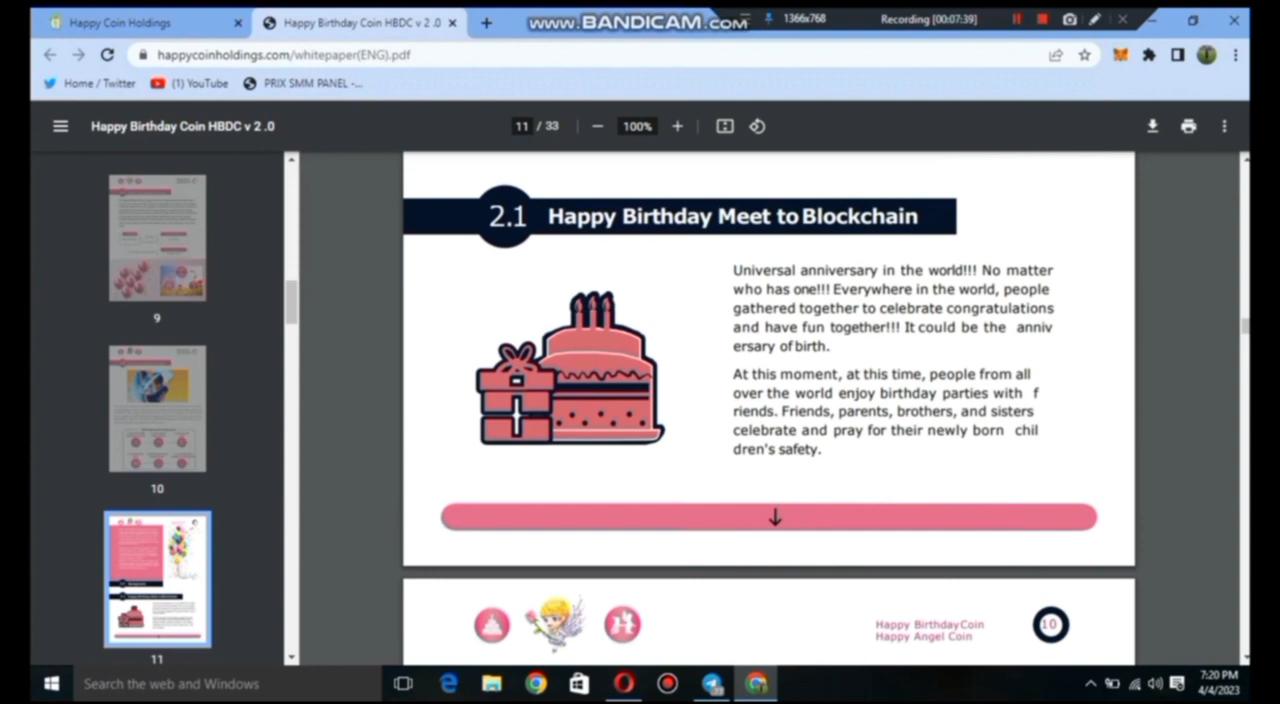 Happy Coin Holdings
Happy Birthday Coin HBDC v 2.0
www.BANDICAM.com
1366x768
Recording [00:07:39]
happycoinholdings.com/whitepaper(ENG).pdf
Home / Twitter
(1) YouTube
PRIX SMM PANEL -...
Happy Birthday Coin HBDC v 2.0
11 / 33
100%
9
10
11
2.1 Happy Birthday Meet to Blockchain
Universal anniversary in the world!!! No matter
who has one!!! Everywhere in the world, people
gathered together to celebrate congratulations
and have fun together!!! It could be the anniv
ersary of birth.
At this moment, at this time, people from all
over the world enjoy birthday parties with f
riends. Friends, parents, brothers, and sisters
celebrate and pray for their newly born chil
dren's safety.
Happy Birthday Coin
Happy Angel Coin
10
Search the web and Windows
7:20 PM
4/4/2023